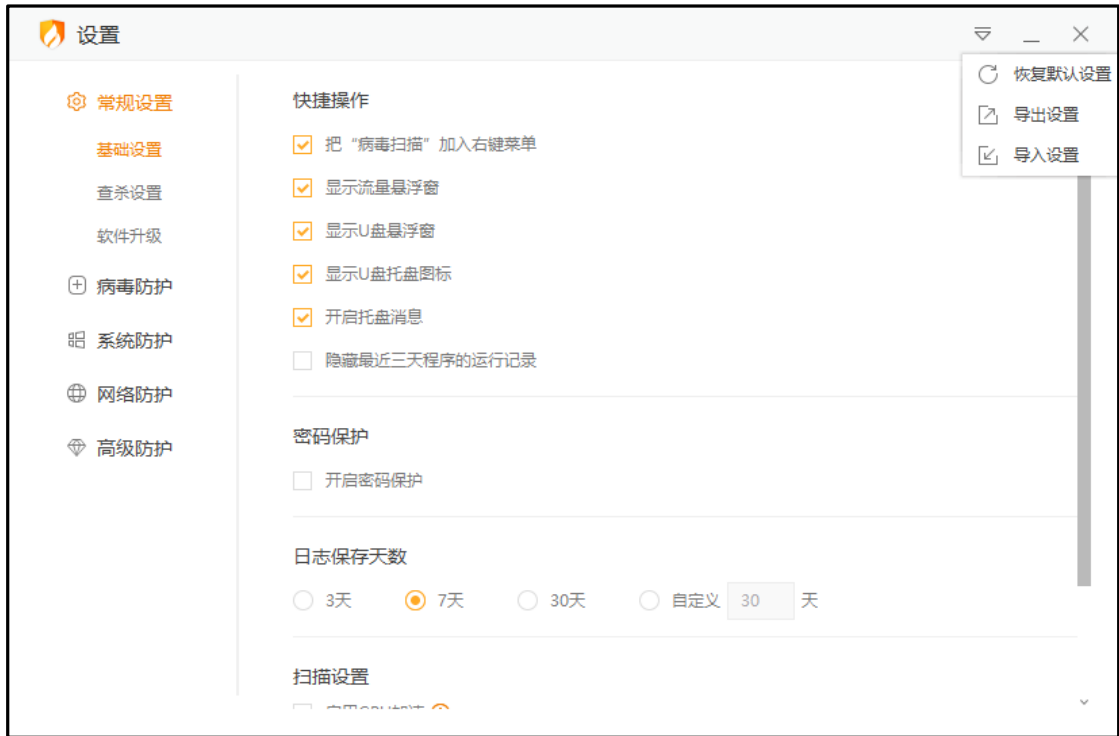 设置
恢复默认设置
导出设置
导入设置
常规设置
基础设置
查杀设置
软件升级
病毒防护
系统防护
网络防护
高级防护
快捷操作
把“病毒扫描”加入右键菜单
显示流量悬浮窗
显示U盘悬浮窗
显示U盘托盘图标
开启托盘消息
隐藏最近三天程序的运行记录
密码保护
开启密码保护
日志保存天数
3天 7天 30天 自定义 30 天
扫描设置